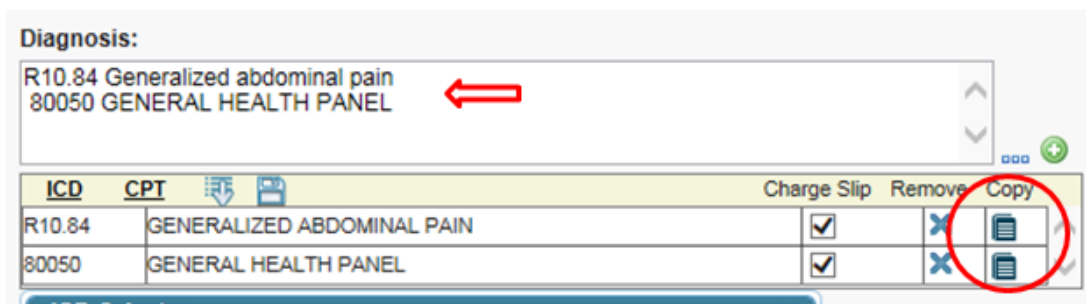 Diagnosis:
R10.84 Generalized abdominal pain
80050 GENERAL HEALTH PANEL
ICD CPT Charge Slip Remove Copy
R10.84 GENERALIZED ABDOMINAL PAIN
80050 GENERAL HEALTH PANEL